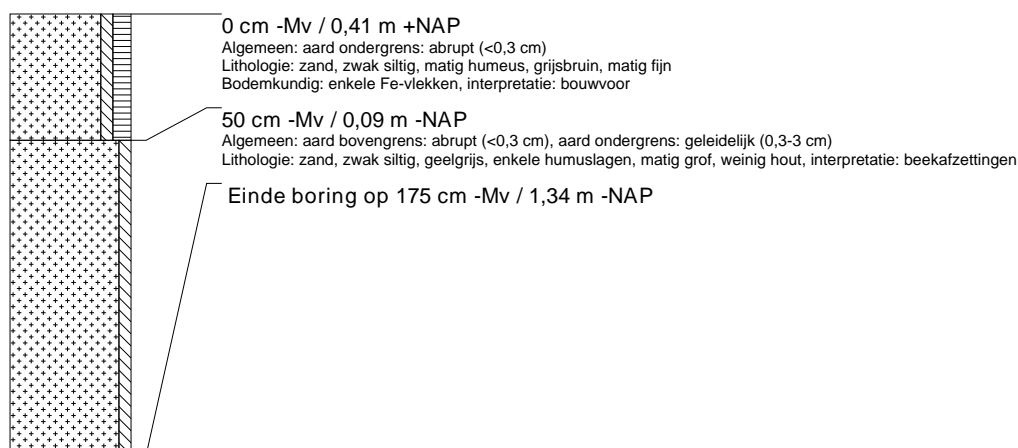 0 cm -Mv / 0,41 m +NAP
Algemeen: aard ondergrens: abrupt (<0,3 cm)
Lithologie: zand, zwak siltig, matig humeus, grijsbruin, matig fijn
Bodemkundig: enkele Fe-vlekken, interpretatie: bouwvoor
50 cm -Mv / 0,09 m -NAP
Algemeen: aard bovengrens: abrupt (<0,3 cm), aard ondergrens: geleidelijk (0,3-3 cm)
Lithologie: zand, zwak siltig, geelgrijs, enkele humuslagen, matig grof, weinig hout, interpretatie: beekafzettingen
Einde boring op 175 cm -Mv / 1,34 m -NAP